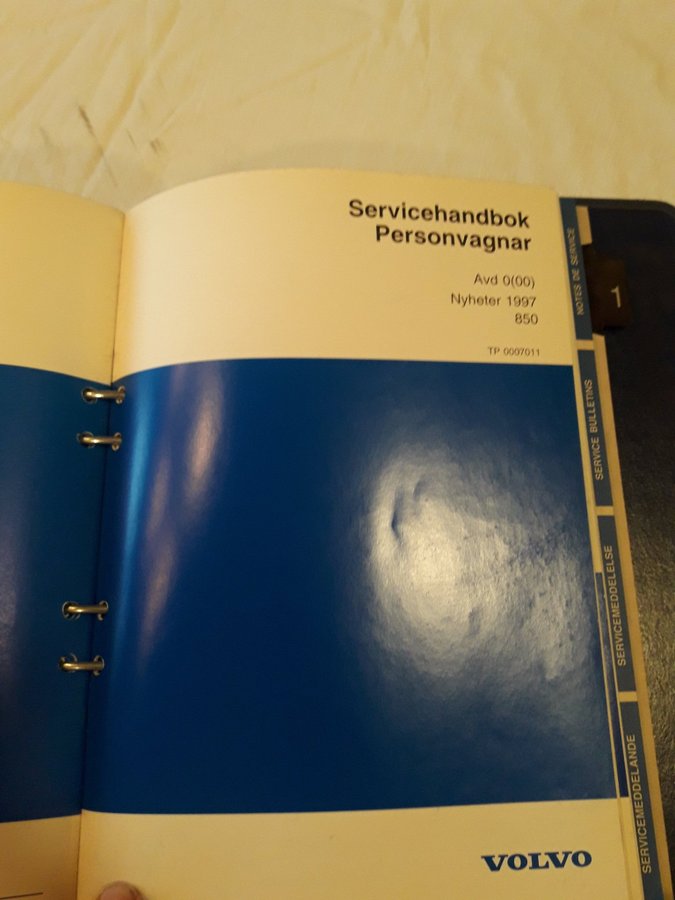 Servicehandbok
Personvagnar
Avd 0(00)
Nyheter 1997
850
TP 0007011
VOLVO
NOTES DE SERVICE
1
SERVICE BULLETINS
SERVICEMEDDELELSE
SERVICEMEDDELANDE